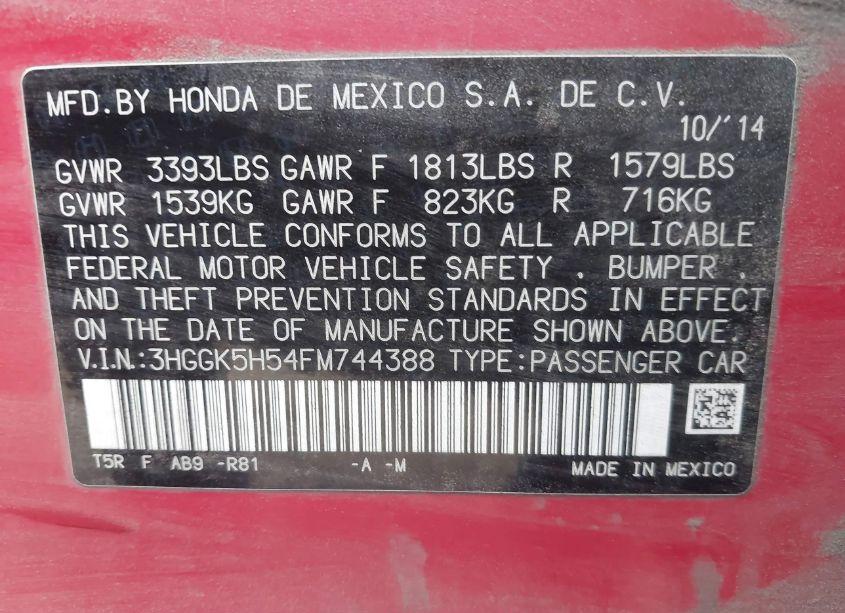 MFD.BY HONDA DE MEXICO S.A. DE C.V.
10/'14
GVWR 3393LBS GAWR F 1813LBS R 1579LBS
GVWR 1539KG GAWR F 823KG R 716KG
THIS VEHICLE CONFORMS TO ALL APPLICABLE
FEDERAL MOTOR VEHICLE SAFETY , BUMPER ,
AND THEFT PREVENTION STANDARDS IN EFFECT
ON THE DATE OF MANUFACTURE SHOWN ABOVE.
V.I.N.:3HGGK5H54FM744388 TYPE:PASSENGER CAR
T5R F AB9 -R81 -A -M MADE IN MEXICO